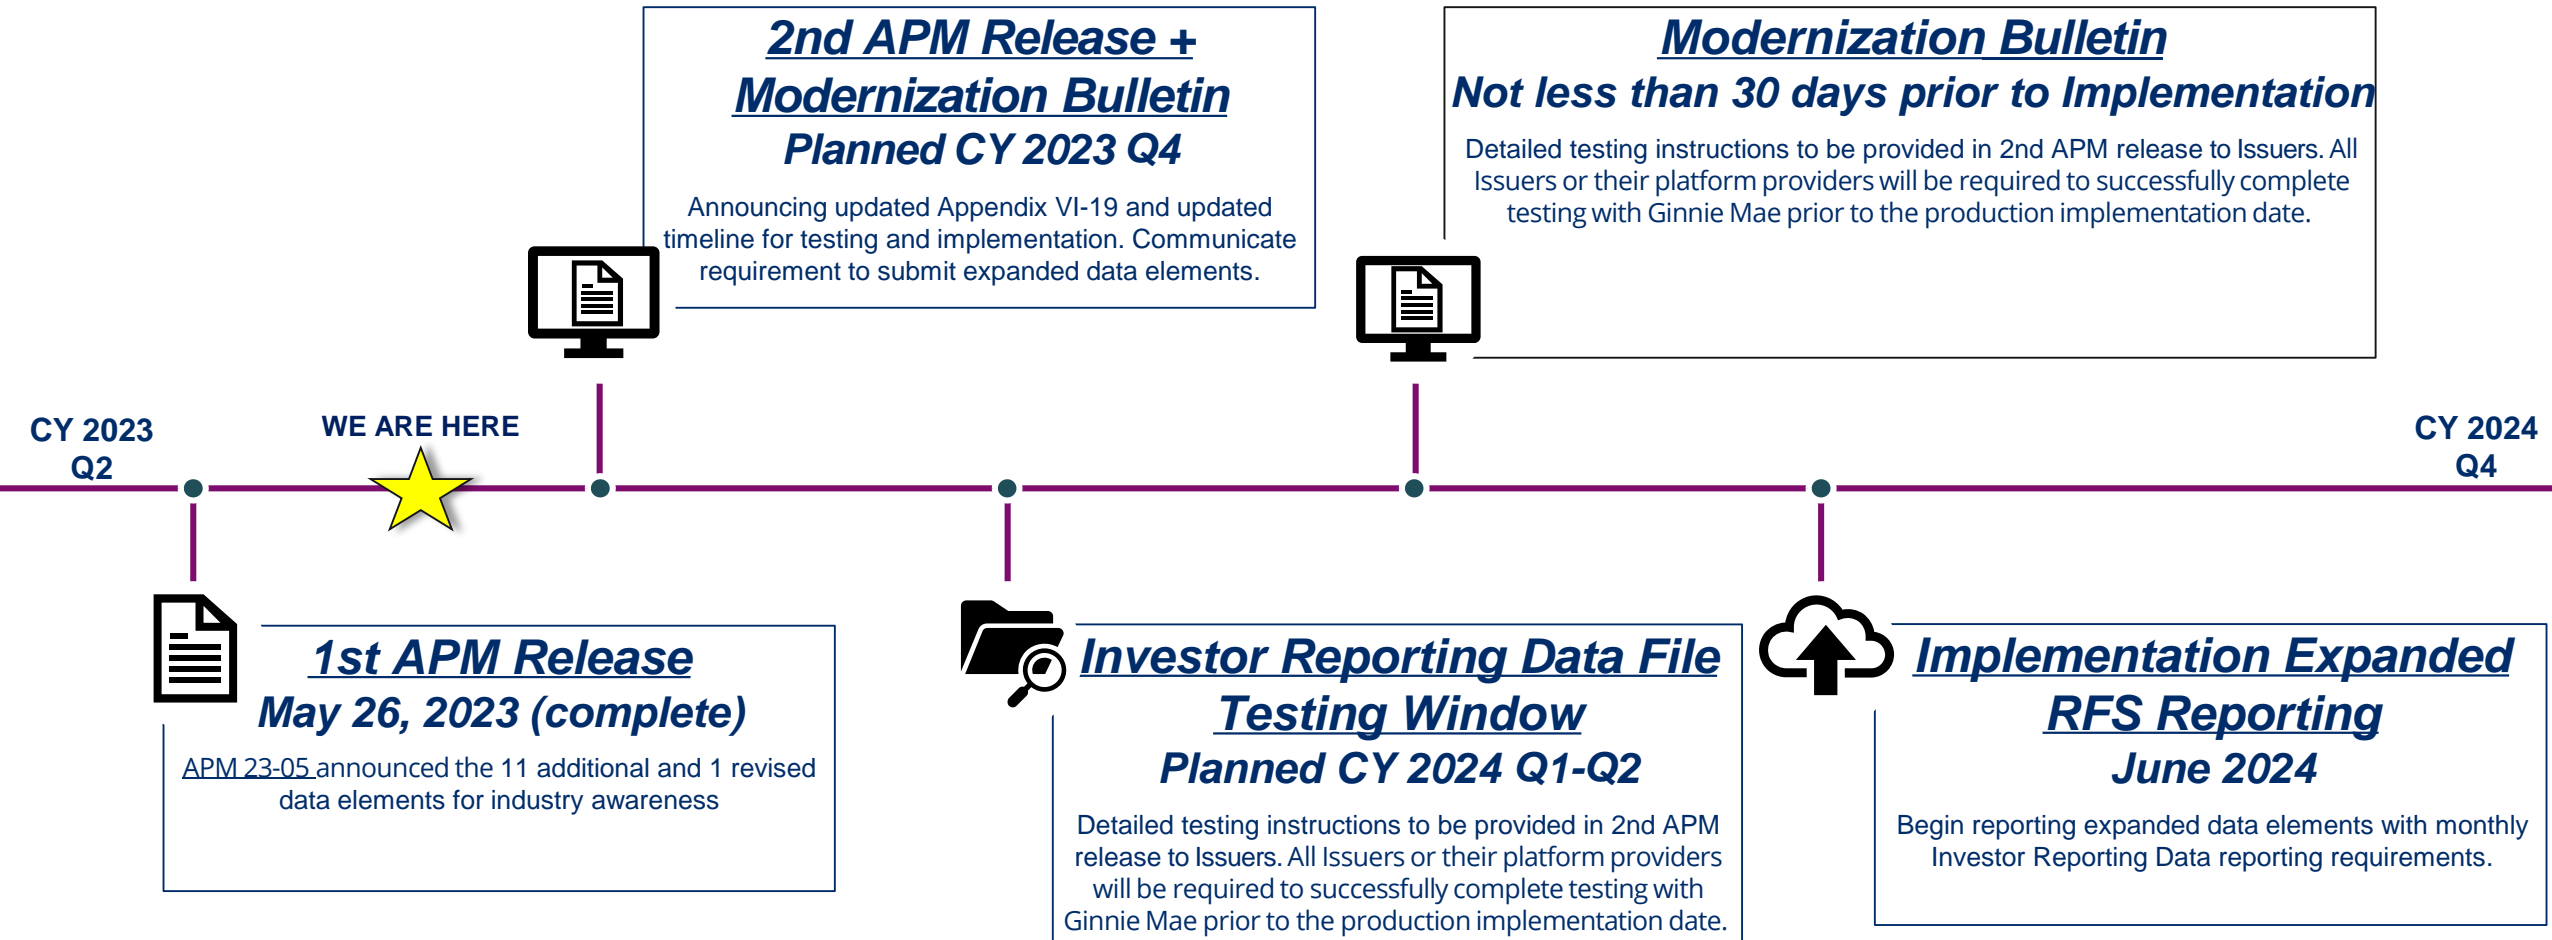 2nd APM Release +
Modernization Bulletin
Planned CY 2023 Q4
Announcing updated Appendix VI-19 and updated
timeline for testing and implementation. Communicate
requirement to submit expanded data elements.
Modernization Bulletin
Not less than 30 days prior to Implementation
Detailed testing instructions to be provided in 2nd APM release to Issuers. All
Issuers or their platform providers will be required to successfully complete
testing with Ginnie Mae prior to the production implementation date.
CY 2023
Q2
WE ARE HERE
CY 2024
Q4
1st APM Release
May 26, 2023 (complete)
APM 23-05 announced the 11 additional and 1 revised
data elements for industry awareness
Investor Reporting Data File
Testing Window
Planned CY 2024 Q1-Q2
Detailed testing instructions to be provided in 2nd APM
release to Issuers. All Issuers or their platform providers
will be required to successfully complete testing with
Ginnie Mae prior to the production implementation date.
Implementation Expanded
RFS Reporting
June 2024
Begin reporting expanded data elements with monthly
Investor Reporting Data reporting requirements.